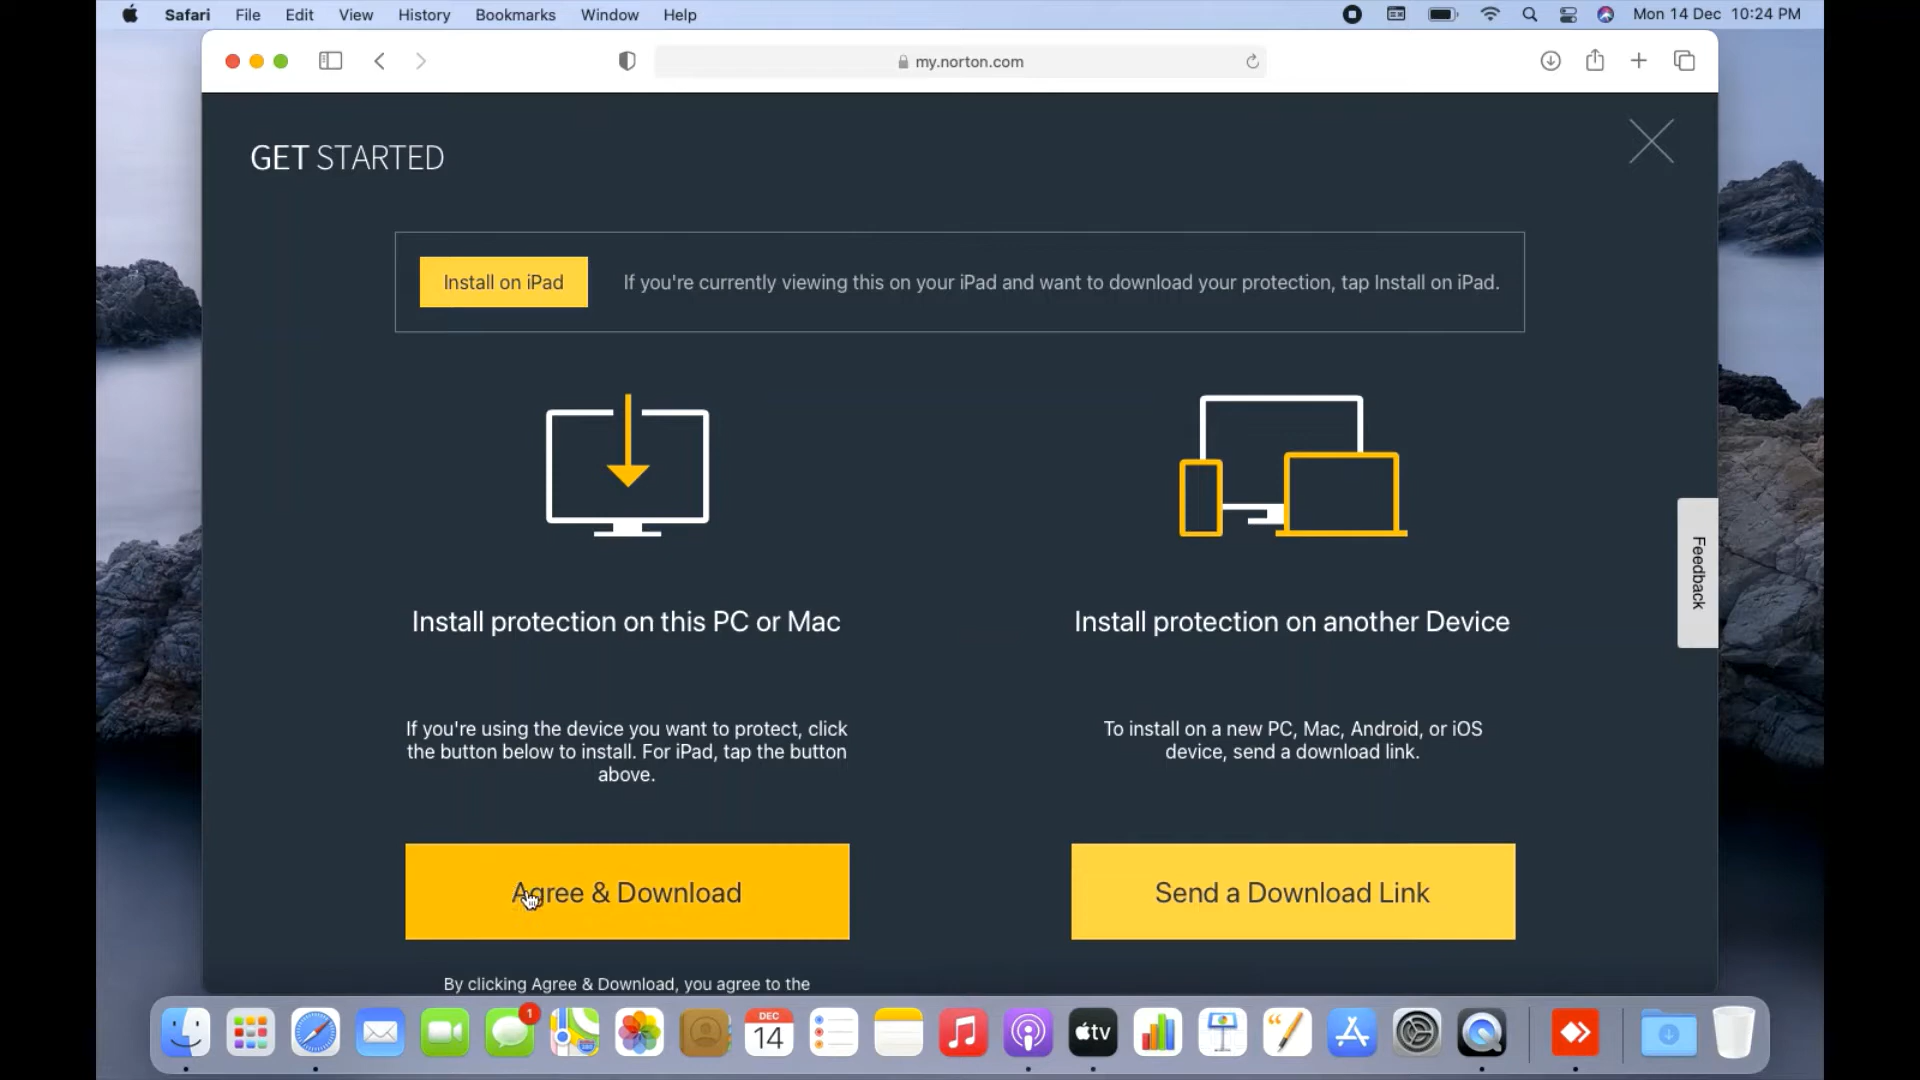 Safari File Edit View History Bookmarks Window Help Mon 14 Dec 10:24 PM
my.norton.com
GET STARTED
Install on iPad If you're currently viewing this on your iPad and want to download your protection, tap Install on iPad.
Install protection on this PC or Mac
If you're using the device you want to protect, click
the button below to install. For iPad, tap the button
above.
Agree & Download
By clicking Agree & Download, you agree to the
Install protection on another Device
To install on a new PC, Mac, Android, or iOS
device, send a download link.
Send a Download Link
Feedback
1
DEC
14
tv